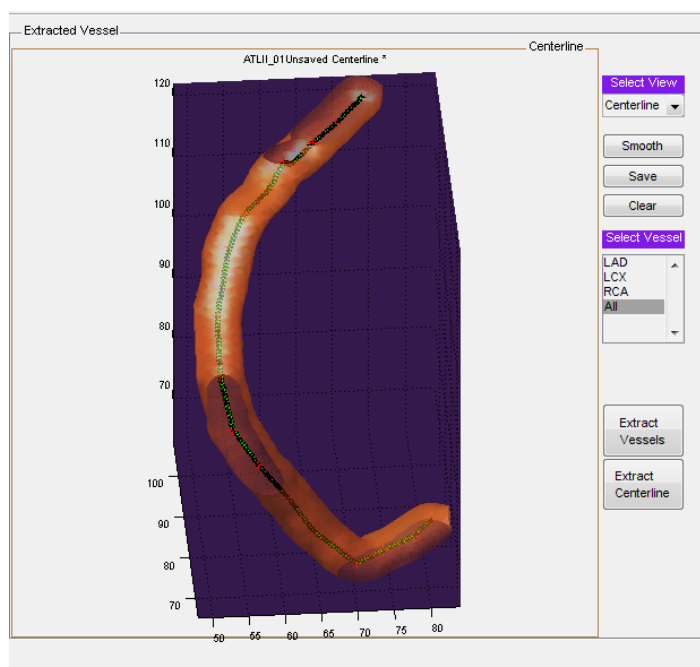 Extracted Vessel
Centerline
ATLII_01Unsaved Centerline *
120
110
100
90
80
70
100
90
80
70
50
55
60
65
70
75
80
Select View
Centerline
Smooth
Save
Clear
Select Vessel
LAD
LCX
RCA
All
Extract
Vessels
Extract
Centerline